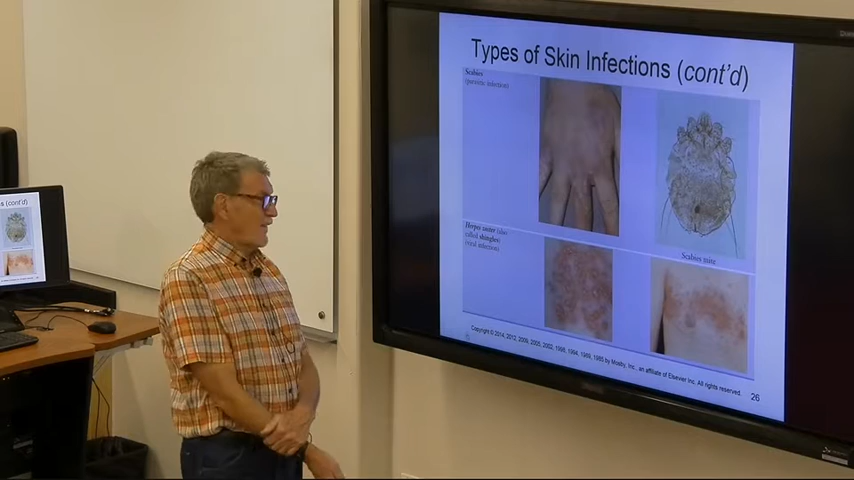 Types of Skin Infections (cont'd)
Scabies
(parasitic infection)
Scabies mite
Herpes zoster (also
called shingles)
(viral infection)
Copyright © 2014, 2012, 2009, 2005, 2002, 1998, 1994, 1989, 1985 by Mosby, Inc., an affiliate of Elsevier Inc. All rights reserved.
26
(cont'd)